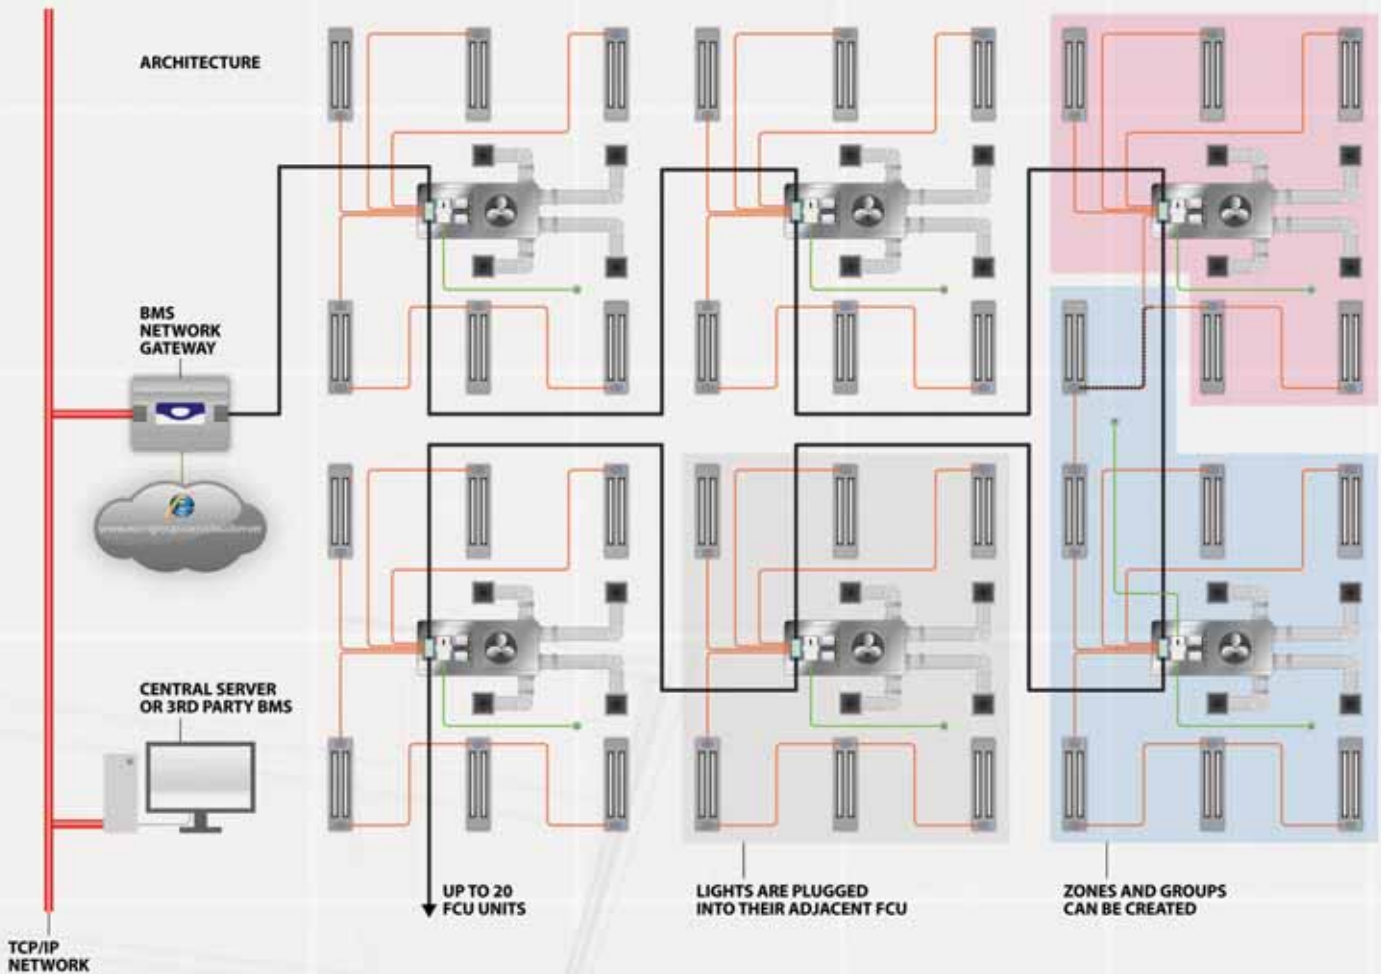 ARCHITECTURE
BMS
NETWORK
GATEWAY
CENTRAL SERVER
OR 3RD PARTY BMS
UP TO 20
FCU UNITS
LIGHTS ARE PLUGGED
INTO THEIR ADJACENT FCU
ZONES AND GROUPS
CAN BE CREATED
TCP/IP
NETWORK